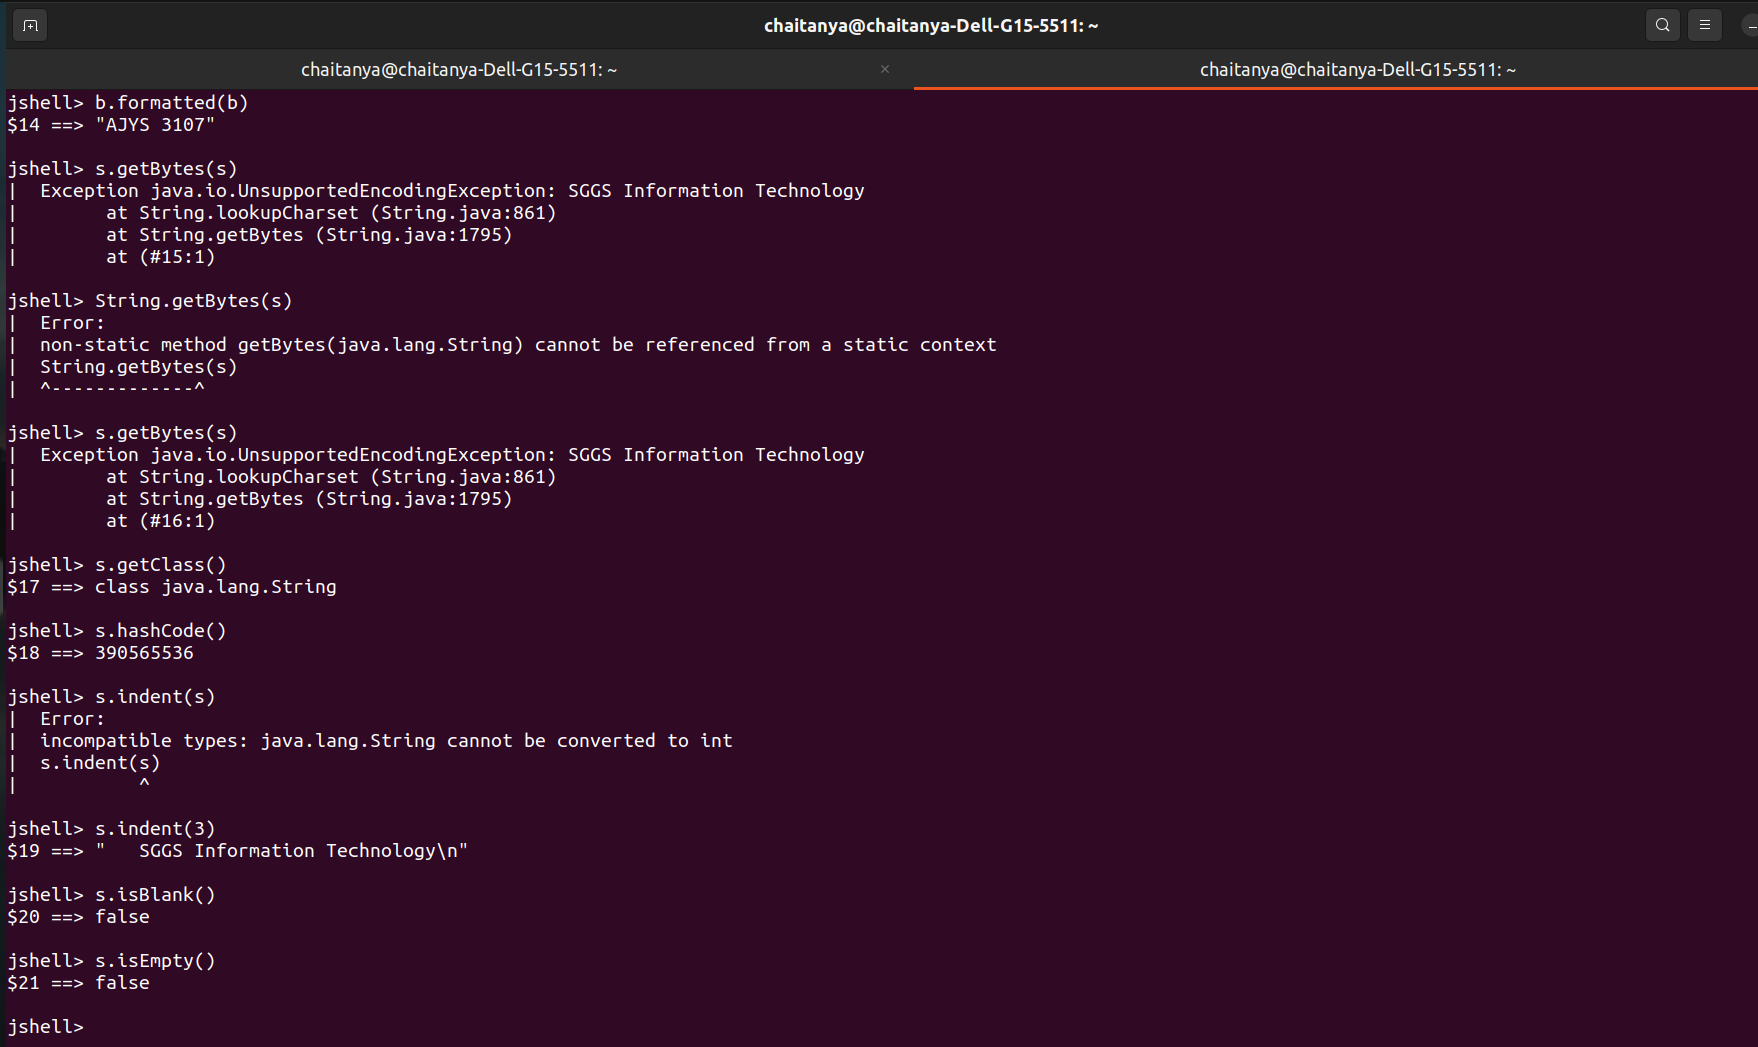 chaitanya@chaitanya-Dell-G15-5511: ~
chaitanya@chaitanya-Dell-G15-5511: ~
chaitanya@chaitanya-Dell-G15-5511: ~
jshell> b.formatted(b)
$14 ==> "AJYS 3107"
jshell> s.getBytes(s)
|  Exception java.io.UnsupportedEncodingException: SGGS Information Technology
|        at String.lookupCharset (String.java:861)
|        at String.getBytes (String.java:1795)
|        at (#15:1)
jshell> String.getBytes(s)
|  Error:
|  non-static method getBytes(java.lang.String) cannot be referenced from a static context
|  String.getBytes(s)
|  ^-------------^
jshell> s.getBytes(s)
|  Exception java.io.UnsupportedEncodingException: SGGS Information Technology
|        at String.lookupCharset (String.java:861)
|        at String.getBytes (String.java:1795)
|        at (#16:1)
jshell> s.getClass()
$17 ==> class java.lang.String
jshell> s.hashCode()
$18 ==> 390565536
jshell> s.indent(s)
|  Error:
|  incompatible types: java.lang.String cannot be converted to int
|  s.indent(s)
|           ^
jshell> s.indent(3)
$19 ==> "   SGGS Information Technology\n"
jshell> s.isBlank()
$20 ==> false
jshell> s.isEmpty()
$21 ==> false
jshell>